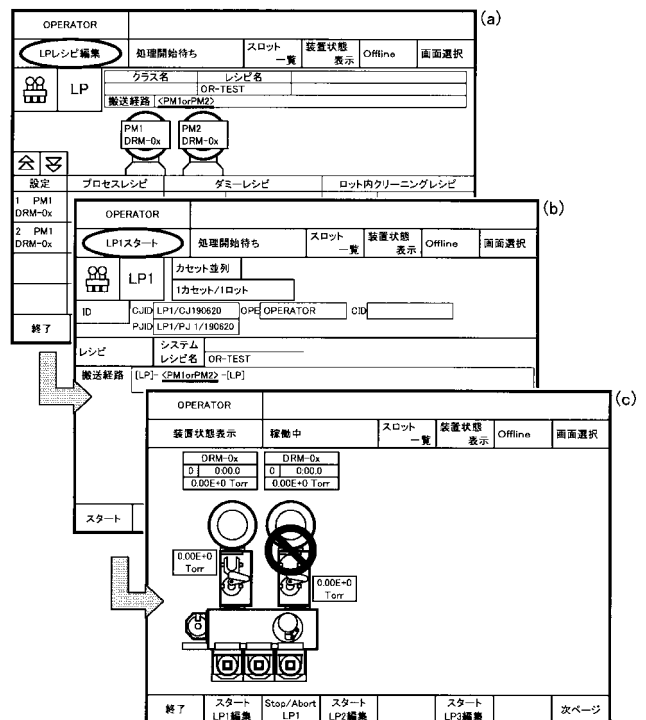 (a)
OPERATOR
LPレシピ編集
処理開始待ち
スロット
一覧
装置状態
表示
Offline
画面選択
LP
クラス名
レシピ名
OR-TEST
搬送経路
<PM1orPM2>
PM1
DRM-0x
PM2
DRM-0x
設定
プロセスレシピ
ダミーレシピ
ロット内クリーニングレシピ
1 PM1
DRM-0x
2 PM1
DRM-0x
終了
(b)
OPERATOR
LP1スタート
処理開始待ち
スロット
一覧
装置状態
表示
Offline
画面選択
LP1
カセット並列
1カセット/1ロット
ID
CJID LP1/CJ190620
OPE OPERATOR
CID
PJID LP1/PJ 1/190620
レシピ
システム
レシピ名
OR-TEST
搬送経路
[LP]- <PM1orPM2> -[LP]
スタート
(c)
OPERATOR
装置状態表示
稼働中
スロット
一覧
装置状態
表示
Offline
画面選択
DRM-0x
0 0:00.0
0.00E+0 Torr
DRM-0x
0 0:00.0
0.00E+0 Torr
0.00E+0
Torr
0.00E+0
Torr
終了
スタート
LP1編集
Stop/Abort
LP1
スタート
LP2編集
スタート
LP3編集
次ページ